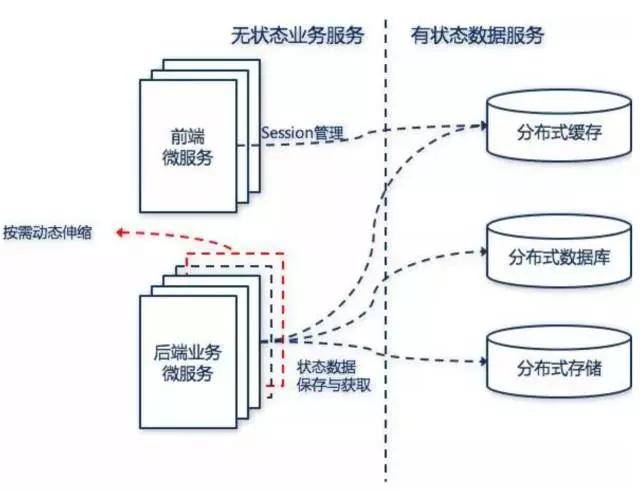 无状态业务服务
有状态数据服务
前端
微服务
Session管理
分布式缓存
按需动态伸缩
分布式数据库
后端业务
微服务
状态数据
保存与获取
分布式存储